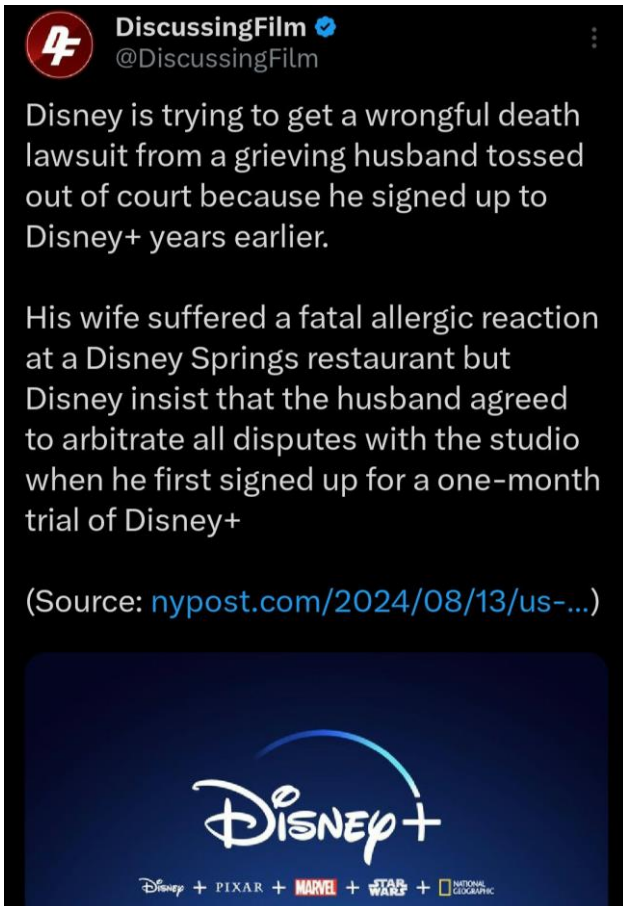 DiscussingFilm
@DiscussingFilm
Disney is trying to get a wrongful death
lawsuit from a grieving husband tossed
out of court because he signed up to
Disney+ years earlier.
His wife suffered a fatal allergic reaction
at a Disney Springs restaurant but
Disney insist that the husband agreed
to arbitrate all disputes with the studio
when he first signed up for a one-month
trial of Disney+
(Source: nypost.com/2024/08/13/us-...)
Disney+
Disney + PIXAR + MARVEL + STAR WARS + NATIONAL GEOGRAPHIC